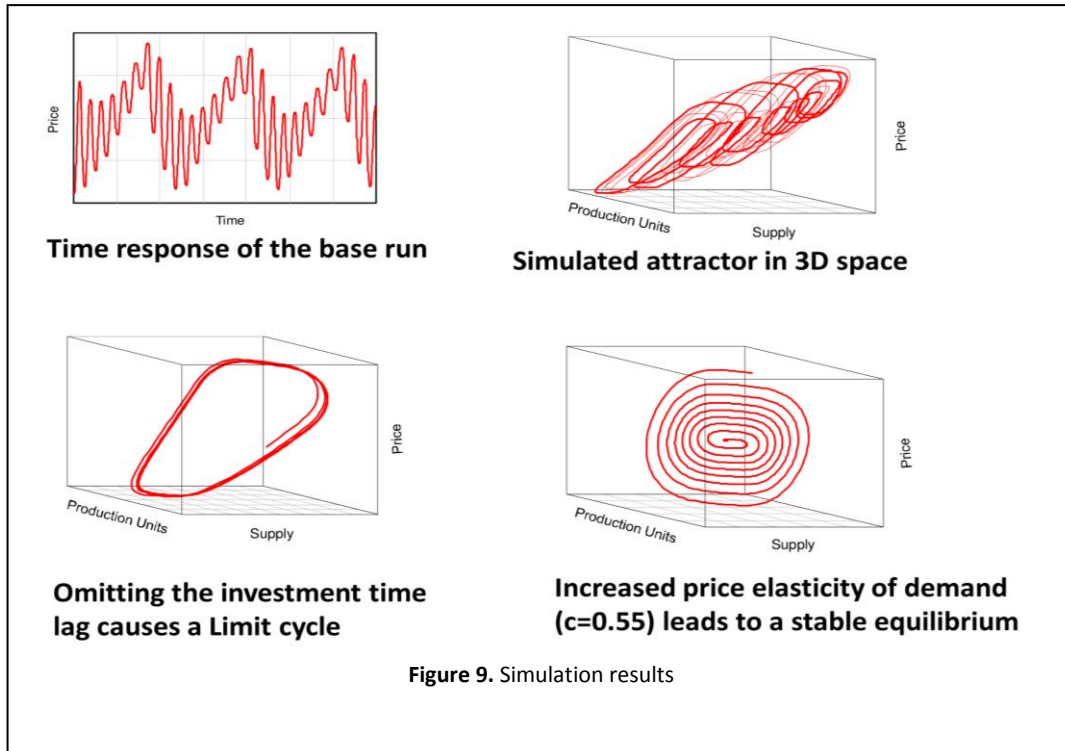 Price
Time
Time response of the base run
Price
Production Units
Supply
Simulated attractor in 3D space
Price
Production Units
Supply
Omitting the investment time
lag causes a Limit cycle
Price
Production Units
Supply
Increased price elasticity of demand
(c=0.55) leads to a stable equilibrium
Figure 9. Simulation results